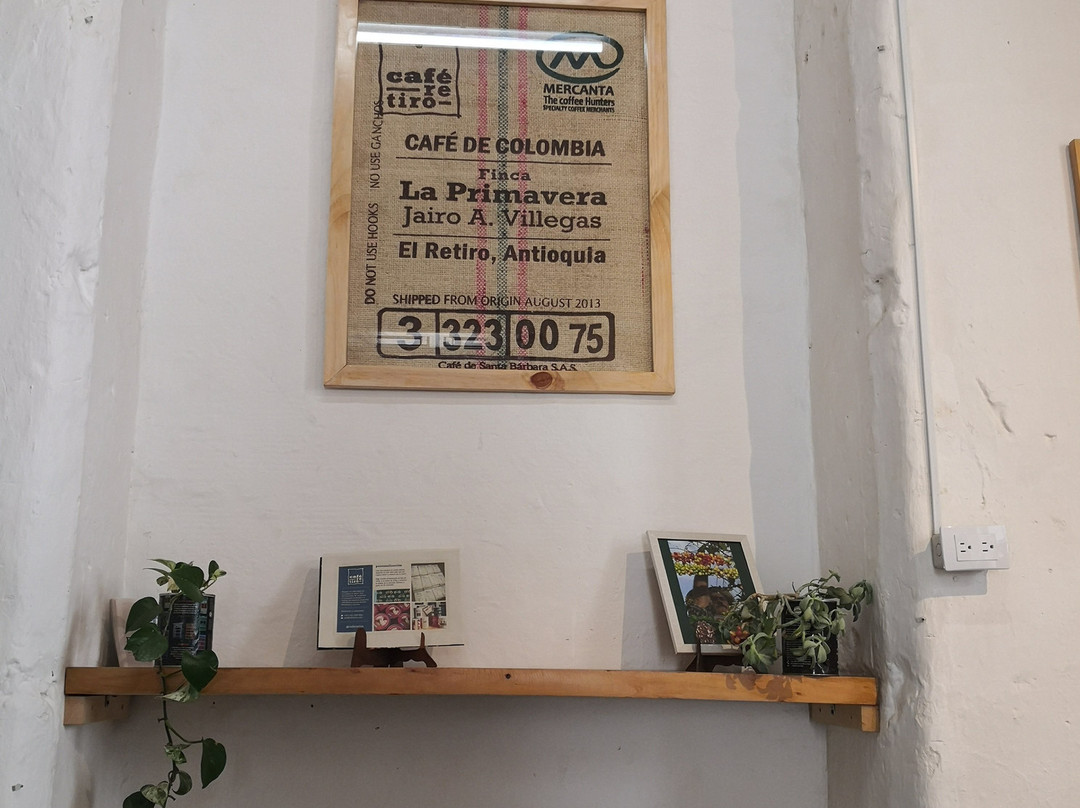 café
re
tiro
MERCANTA
The coffee Hunters
SPECIALTY COFFEE MERCHANTS
CAFÉ DE COLOMBIA
Finca
La Primavera
Jairo A. Villegas
El Retiro, Antioquia
DO NOT USE HOOKS NO USE GANCHOS
SHIPPED FROM ORIGIN AUGUST 2013
3 323 00 75
Café de Santa Bárbara S.A.S.
café